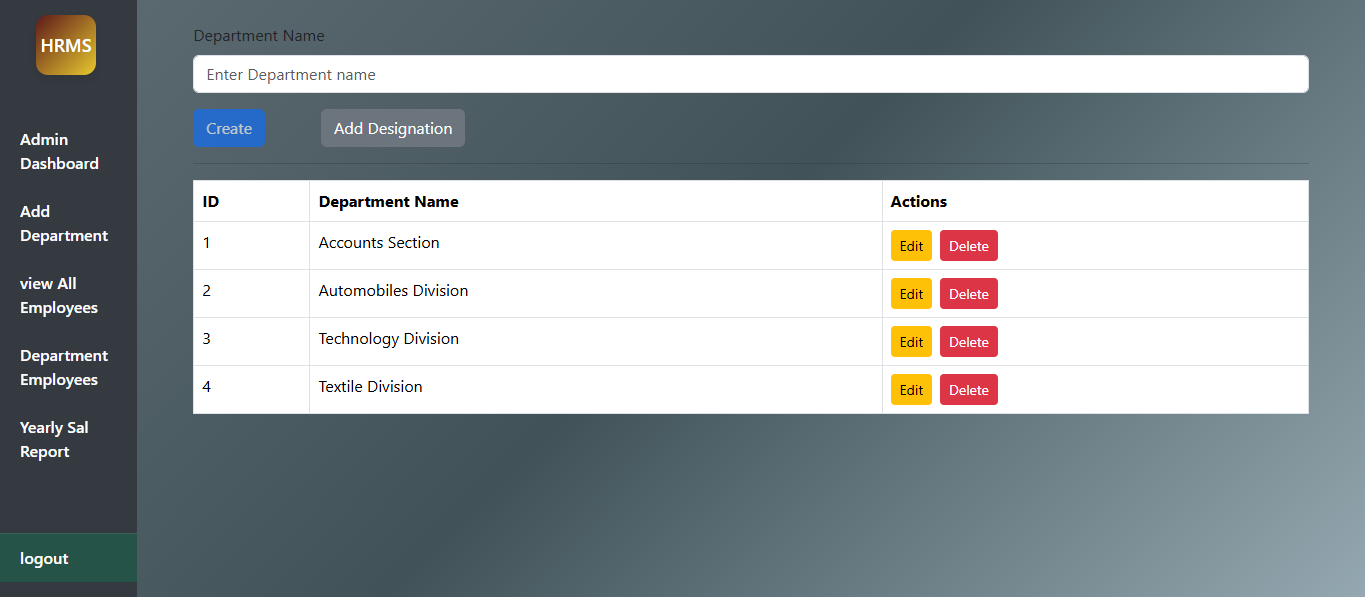 HRMS
Admin
Dashboard
Add
Department
view All
Employees
Department
Employees
Yearly Sal
Report
logout
Department Name
Enter Department name
Create Add Designation
ID Department Name Actions
1 Accounts Section Edit Delete
2 Automobiles Division Edit Delete
3 Technology Division Edit Delete
4 Textile Division Edit Delete